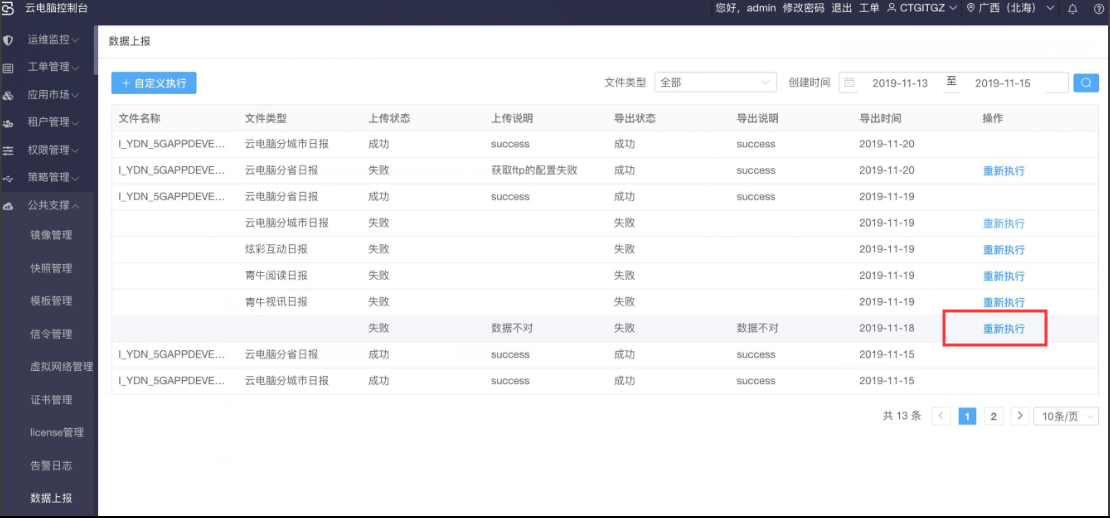 云电脑控制台
您好，admin 修改密码 退出 工单 CTGITGZ 广西（北海）
运维监控
工单管理
应用市场
租户管理
权限管理
策略管理
公共支撑
镜像管理
快照管理
模板管理
信令管理
虚拟网络管理
证书管理
license管理
告警日志
数据上报
数据上报
+ 自定义执行
文件类型 全部 创建时间 2019-11-13 至 2019-11-15
文件名称 文件类型 上传状态 上传说明 导出状态 导出说明 导出时间 操作
I_YDN_5GAPPDEVE... 云电脑分城市日报 成功 success 成功 success 2019-11-20
I_YDN_5GAPPDEVE... 云电脑分省日报 失败 获取ftp的配置失败 成功 success 2019-11-20 重新执行
I_YDN_5GAPPDEVE... 云电脑分省日报 成功 success 成功 success 2019-11-19
云电脑分城市日报 失败 失败 2019-11-19 重新执行
炫彩互动日报 失败 失败 2019-11-19 重新执行
青牛阅读日报 失败 失败 2019-11-19 重新执行
青牛视讯日报 失败 失败 2019-11-19 重新执行
失败 数据不对 失败 数据不对 2019-11-18 重新执行
I_YDN_5GAPPDEVE... 云电脑分省日报 成功 success 成功 success 2019-11-15
I_YDN_5GAPPDEVE... 云电脑分城市日报 成功 success 成功 success 2019-11-15
共 13 条 < 1 2 > 10条/页